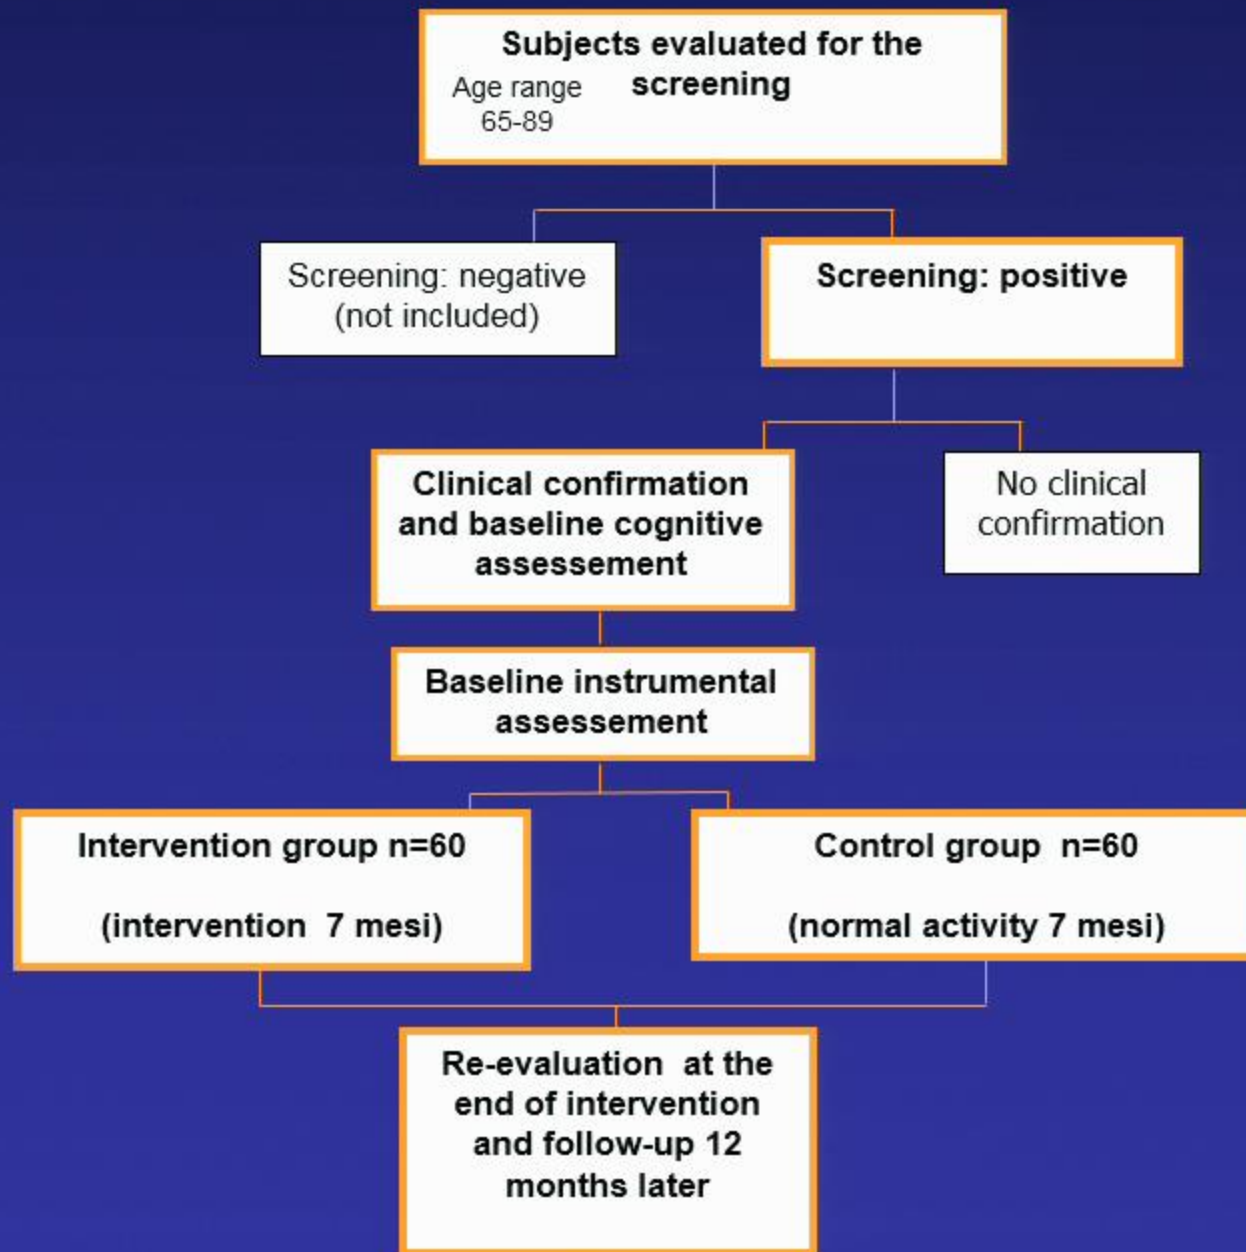 Subjects evaluated for the
screening
Age range
65-89
Screening: negative
(not included)
Screening: positive
Clinical confirmation
and baseline cognitive
assessement
No clinical
confirmation
Baseline instrumental
assessement
Intervention group n=60
(intervention 7 mesi)
Control group n=60
(normal activity 7 mesi)
Re-evaluation at the
end of intervention
and follow-up 12
months later